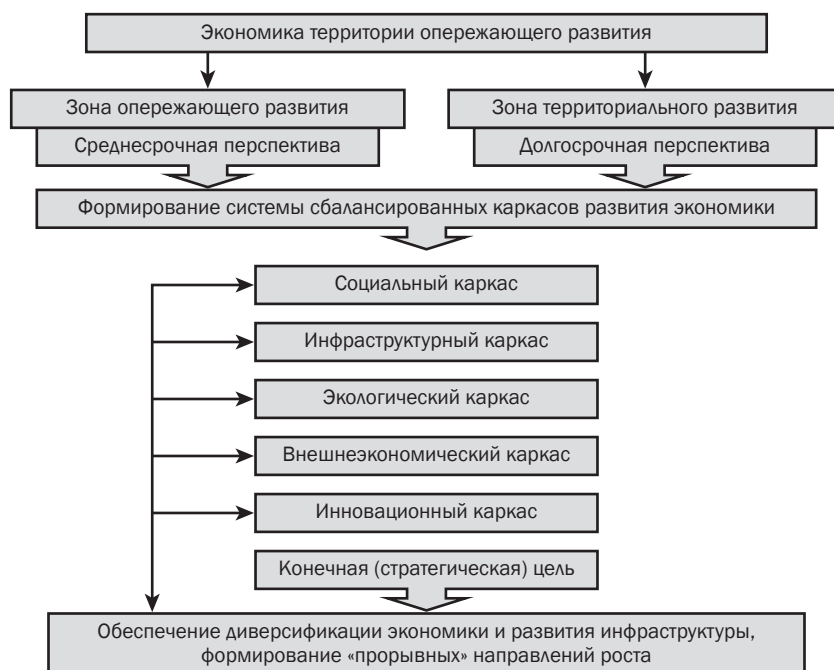 Экономика территории опережающего развития
Зона опережающего развития
Зона территориального развития
Среднесрочная перспектива
Долгосрочная перспектива
Формирование системы сбалансированных каркасов развития экономики
Социальный каркас
Инфраструктурный каркас
Экологический каркас
Внешнеэкономический каркас
Инновационный каркас
Конечная (стратегическая) цель
Обеспечение диверсификации экономики и развития инфраструктуры,
формирование «прорывных» направлений роста